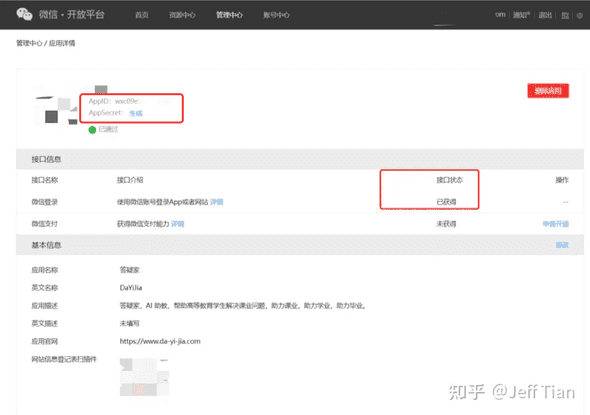 微信 · 开放平台 首页 资源中心 管理中心 账号中心 通知 退出
管理中心 / 应用详情
AppID: wxc09e
AppSecret: 生成
已通过
删除应用
接口信息
接口名称 接口介绍 接口状态 操作
微信登录 使用微信账号登录App或者网站 详细 已获得 --
微信支付 获得微信支付能力 详细 未获得 申请开通
基本信息 修改
应用名称 答疑家
英文名称 DaYiJia
应用描述 答疑家，AI 助教，帮助高等教育学生解决课业问题，助力课业，助力学业，助力毕业。
英文描述 未填写
应用官网 https://www.da-yi-jia.com
网站信息登记表扫描件
知乎 @Jeff Tian